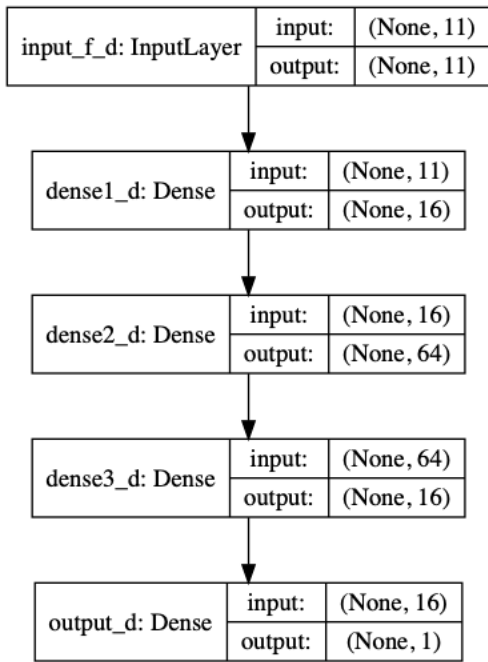 input_f_d: InputLayer
input: (None, 11)
output: (None, 11)
dense1_d: Dense
input: (None, 11)
output: (None, 16)
dense2_d: Dense
input: (None, 16)
output: (None, 64)
dense3_d: Dense
input: (None, 64)
output: (None, 16)
output_d: Dense
input: (None, 16)
output: (None, 1)